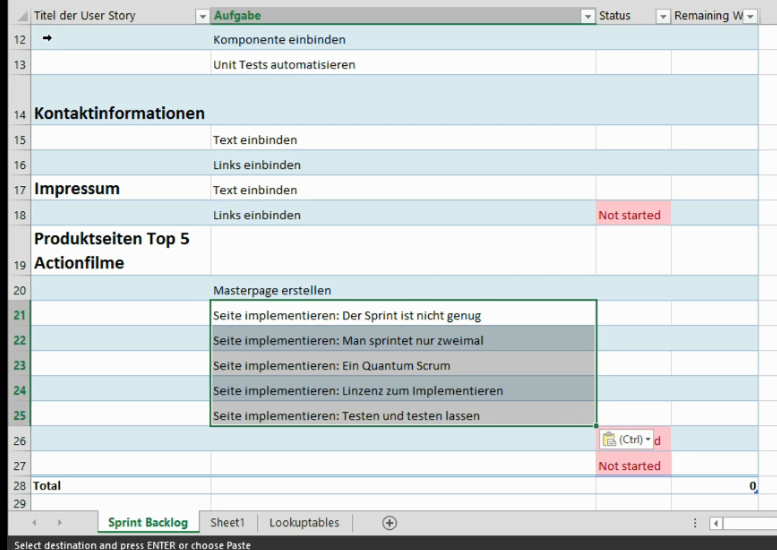 Titel der User Story Aufgabe Status Remaining W
12 Komponente einbinden
13 Unit Tests automatisieren
14 Kontaktinformationen
15 Text einbinden
16 Links einbinden
17 Impressum Text einbinden
18 Links einbinden Not started
Produktseiten Top 5
19 Actionfilme
20 Masterpage erstellen
21 Seite implementieren: Der Sprint ist nicht genug
22 Seite implementieren: Man sprintet nur zweimal
23 Seite implementieren: Ein Quantum Scrum
24 Seite implementieren: Linzenz zum Implementieren
25 Seite implementieren: Testen und testen lassen
26 (Ctrl) d
27 Not started
28 Total 0
29
Sprint Backlog Sheet1 Lookuptables
Select destination and press ENTER or choose Paste